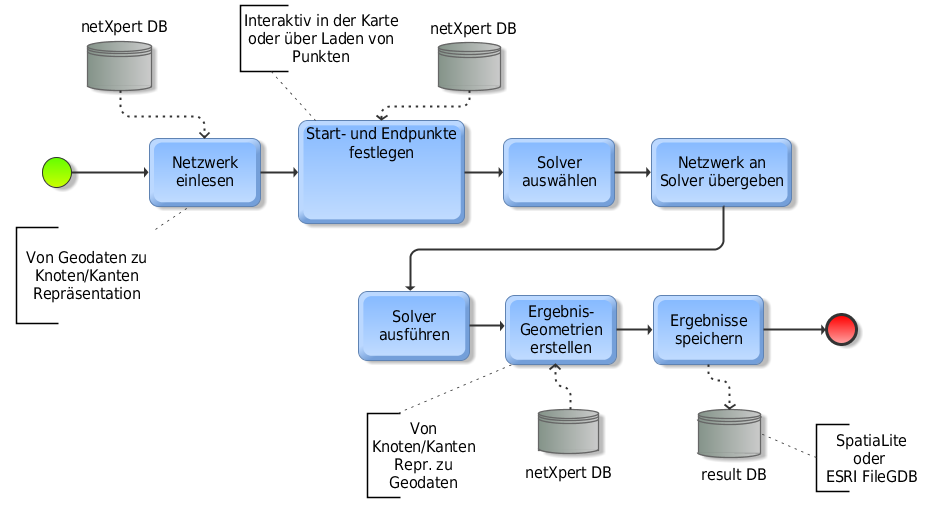 netXpert DB
Interaktiv in der Karte
oder über Laden von
Punkten
netXpert DB
Netzwerk
einlesen
Start- und Endpunkte
festlegen
Solver
auswählen
Netzwerk an
Solver übergeben
Von Geodaten zu
Knoten/Kanten
Repräsentation
Solver
ausführen
Ergebnis-
Geometrien
erstellen
Ergebnisse
speichern
Von
Knoten/Kanten
Repr. zu
Geodaten
netXpert DB
result DB
SpatiaLite
oder
ESRI FileGDB